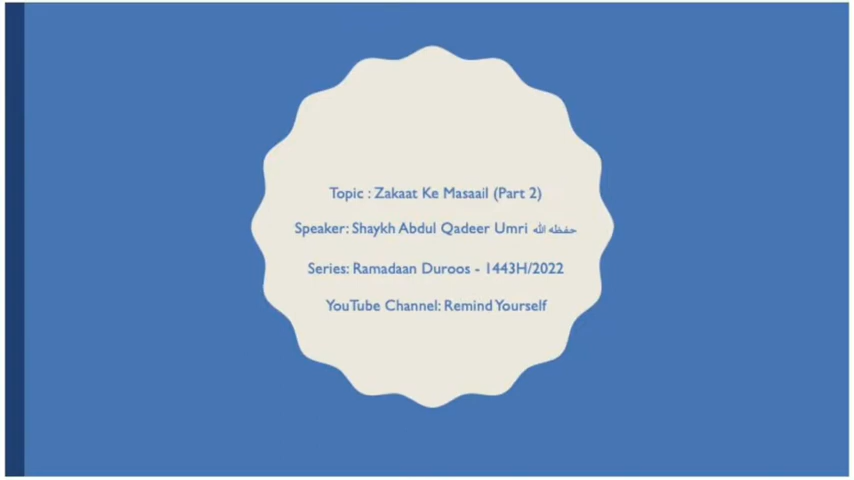 Topic : Zakaat Ke Masaail (Part 2)
Speaker: Shaykh Abdul Qadeer Umri حفظه الله
Series: Ramadaan Duroos - 1443H/2022
YouTube Channel: Remind Yourself